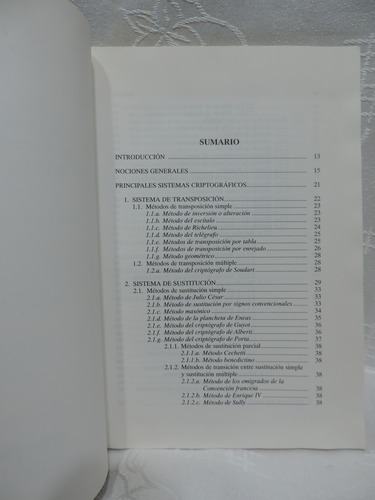 SUMARIO
INTRODUCCIÓN 13
NOCIONES GENERALES 15
PRINCIPALES SISTEMAS CRIPTOGRÁFICOS 21
1. SISTEMA DE TRANSPOSICIÓN 22
1.1. Métodos de transposición simple 23
1.1.a Método de inversión o alteración 23
1.1.b Método del escitalo 23
1.1.c Método de Richelieu 24
1.1.d Método del telégrafo 25
1.1.e Métodos de transposición por tabla 25
1.1.f Métodos de transposición por enrejado 26
1.1.g Método geométrico 28
1.2. Métodos de transposición múltiple 28
1.2.a Método del criptógrafo de Soudart 28
2. SISTEMA DE SUSTITUCIÓN 29
2.1. Métodos de sustitución simple 33
2.1.a Método de Julio César 33
2.1.b Método de sustitución por signos convencionales 33
2.1.c Método masónico 34
2.1.d Método de la plancheta de Eneas 35
2.1.e Método del criptógrafo de Guyot 36
2.1.f Método del criptógrafo de Alberti 36
2.1.g Método del criptógrafo de Porta 37
2.1.1. Métodos de sustitución parcial 38
2.1.1.a Método Cechetti 38
2.1.1.b Método benedictino 38
2.1.2. Métodos de transición entre sustitución simple
y sustitución múltiple 38
2.1.2.a Método de los emigrados de la
Convención francesa 38
2.1.2.b Método de Enrique IV 38
2.1.2.c Método de Sully 38